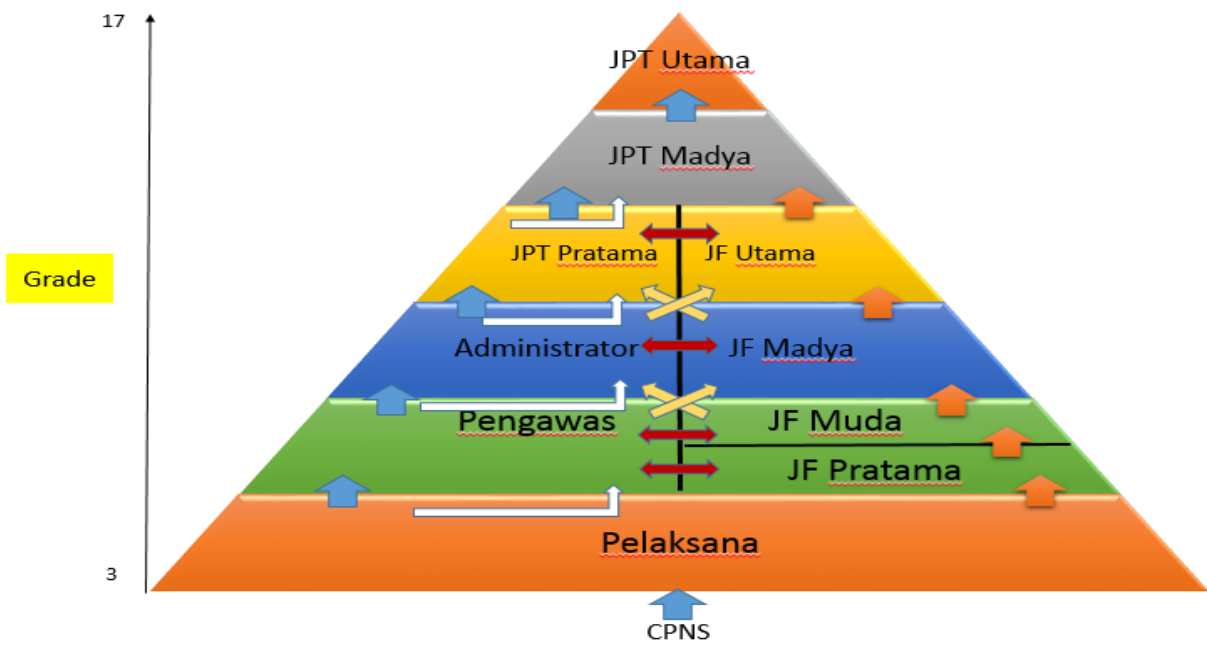 17
JPT Utama
JPT Madya
JPT Pratama
JF Utama
Grade
Administrator
JF Madya
Pengawas
JF Muda
JF Pratama
Pelaksana
3
CPNS